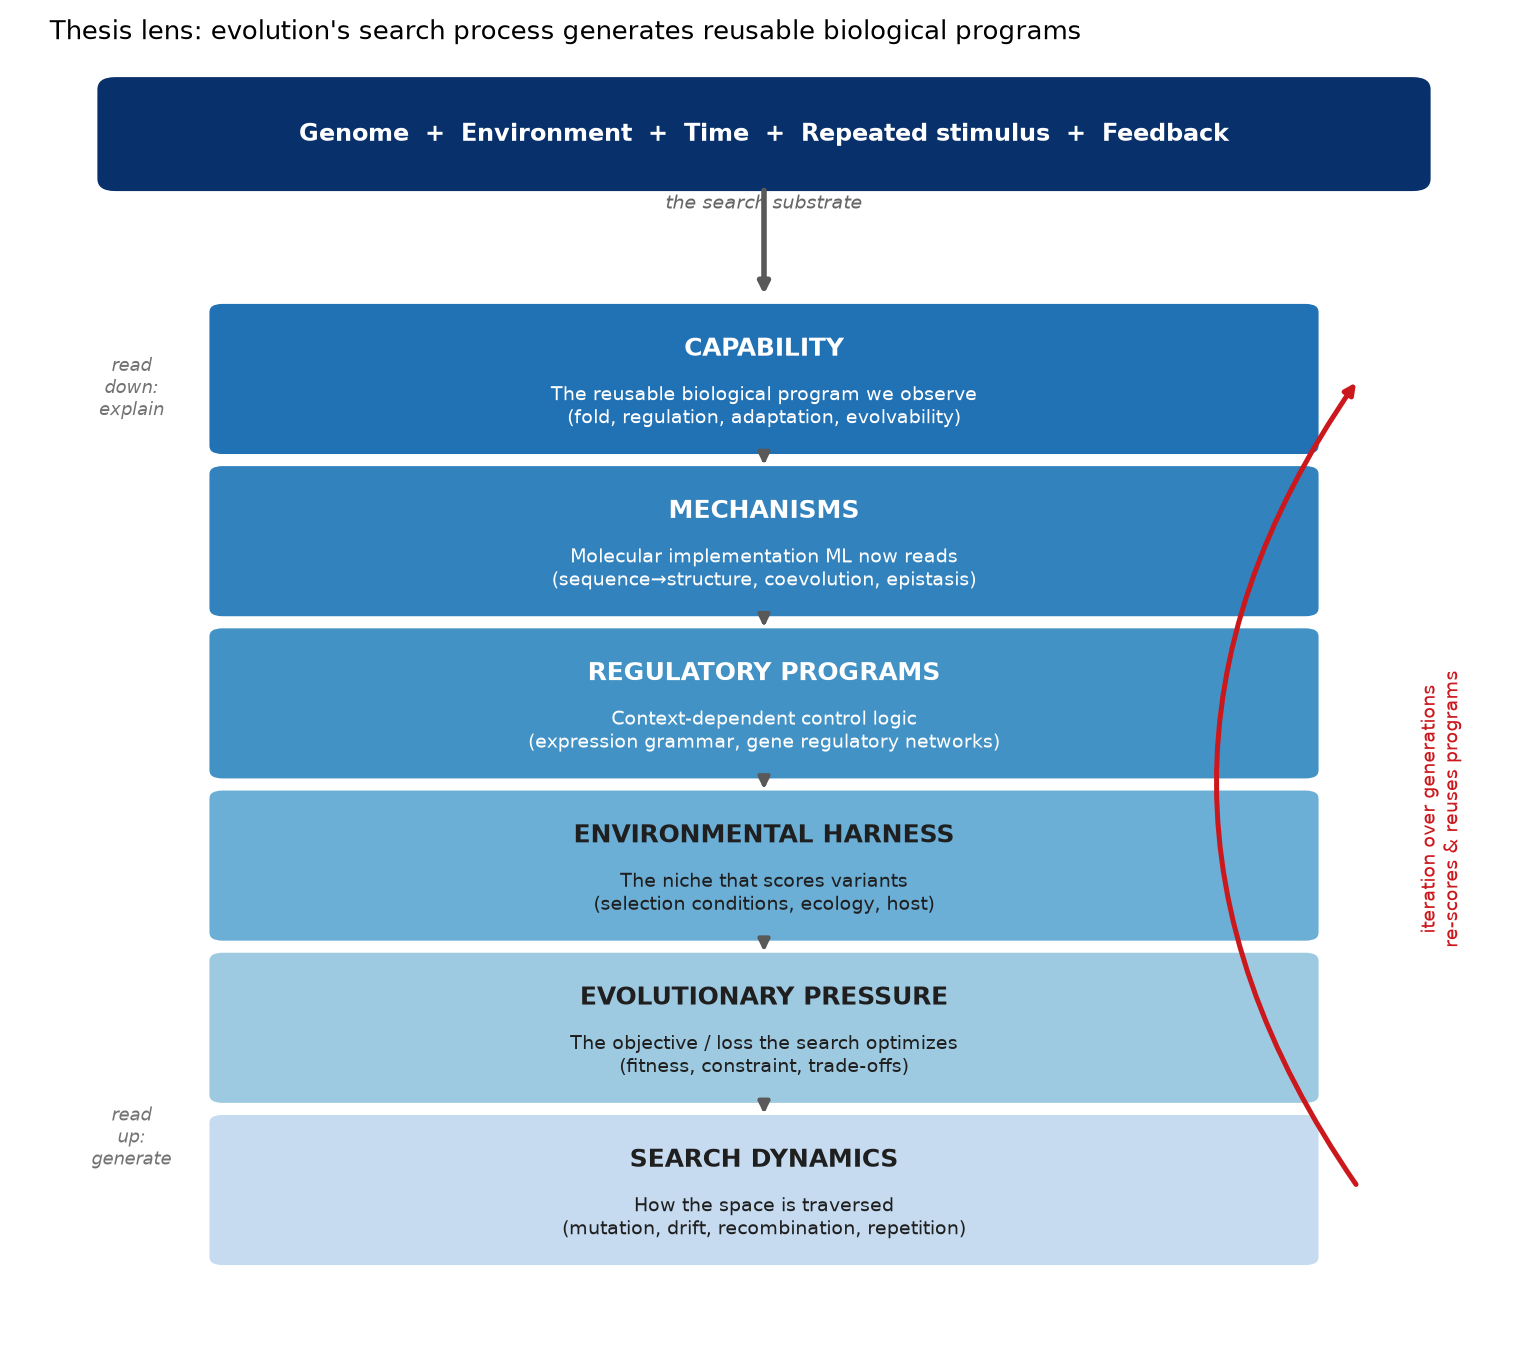 Thesis lens: evolution's search process generates reusable biological programs
Genome + Environment + Time + Repeated stimulus + Feedback
the search substrate
read
down:
explain
CAPABILITY
The reusable biological program we observe
(fold, regulation, adaptation, evolvability)
MECHANISMS
Molecular implementation ML now reads
(sequence→structure, coevolution, epistasis)
REGULATORY PROGRAMS
Context-dependent control logic
(expression grammar, gene regulatory networks)
ENVIRONMENTAL HARNESS
The niche that scores variants
(selection conditions, ecology, host)
EVOLUTIONARY PRESSURE
The objective / loss the search optimizes
(fitness, constraint, trade-offs)
read
up:
generate
SEARCH DYNAMICS
How the space is traversed
(mutation, drift, recombination, repetition)
iteration over generations
re-scores & reuses programs